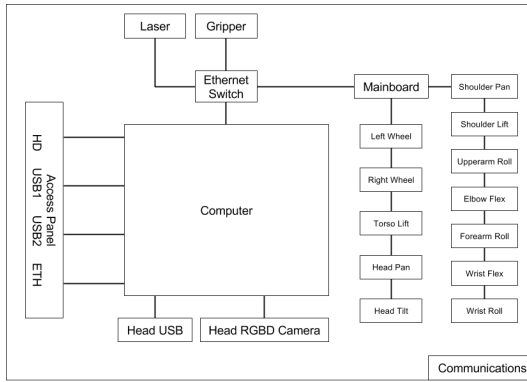 Laser
Gripper
Ethernet
Switch
Mainboard
Shoulder Pan
Left Wheel
Shoulder Lift
Right Wheel
Upperarm Roll
Torso Lift
Elbow Flex
Head Pan
Forearm Roll
Head Tilt
Wrist Flex
Wrist Roll
Access Panel
HD
USB1
USB2
ETH
Computer
Head USB
Head RGBD Camera
Communications